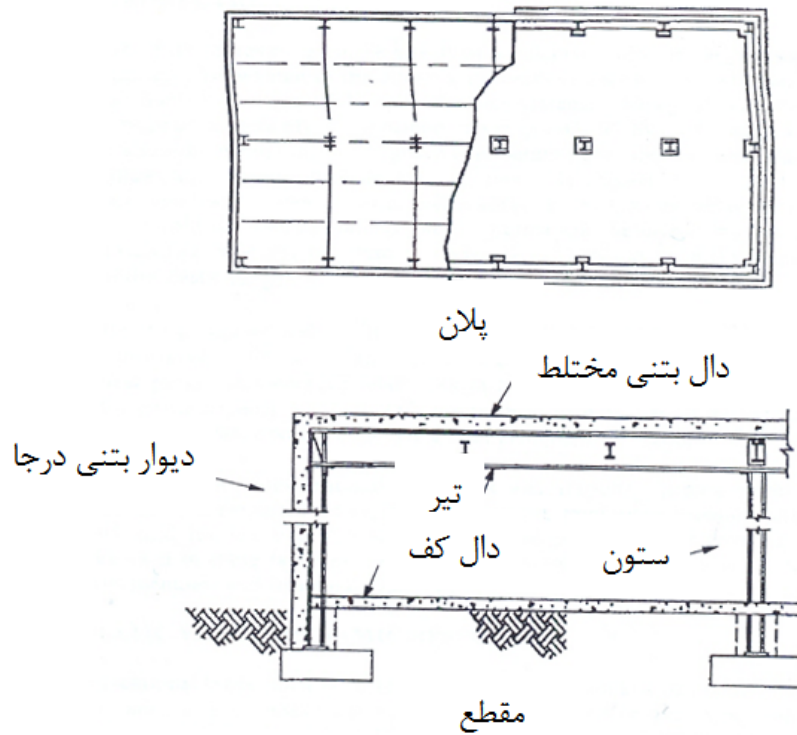 پلان
دال بتنی مختلط
دیوار بتنی درجا
تیر
دال کف
ستون
مقطع